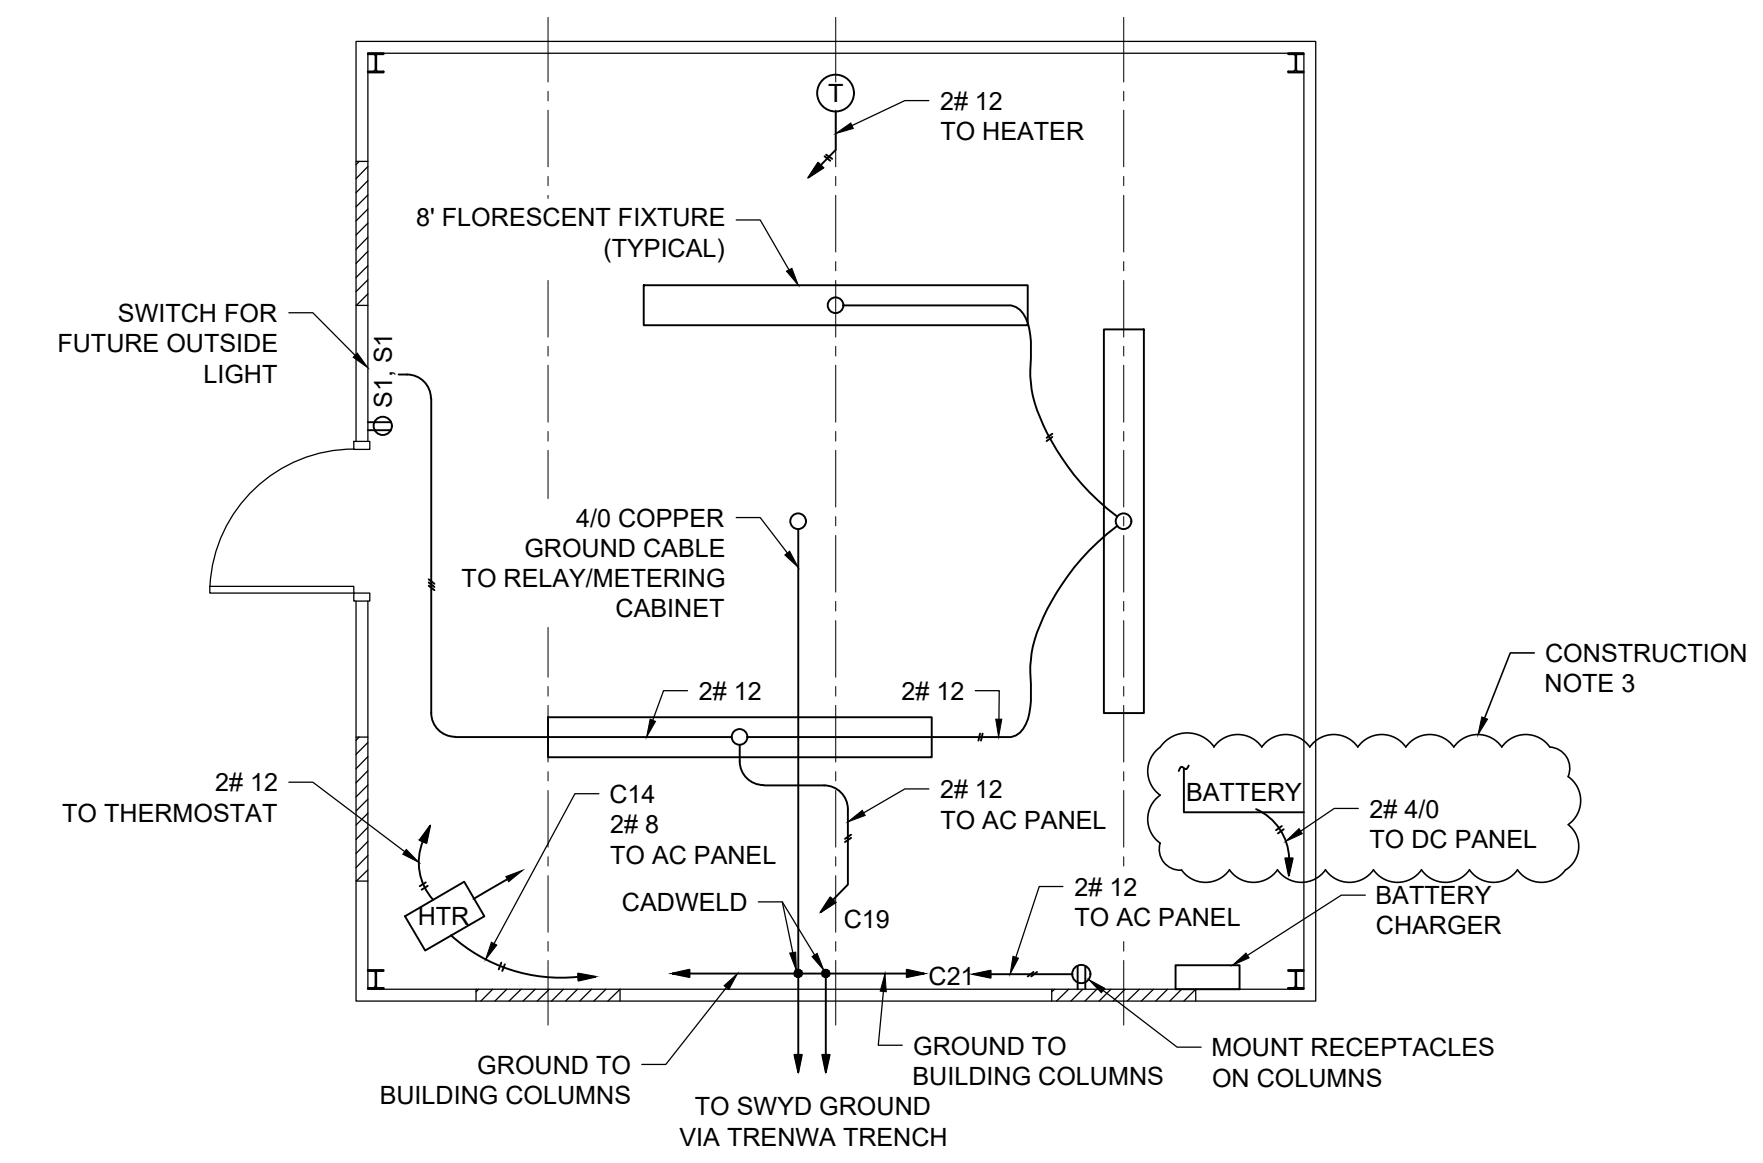 T
2# 12
TO HEATER
8' FLORESCENT FIXTURE
(TYPICAL)
SWITCH FOR
FUTURE OUTSIDE
LIGHT
S1, S1
4/0 COPPER
GROUND CABLE
TO RELAY/METERING
CABINET
CONSTRUCTION
NOTE 3
2# 12
2# 12
2# 12
TO THERMOSTAT
C14
2# 8
TO AC PANEL
2# 12
TO AC PANEL
BATTERY
2# 4/0
TO DC PANEL
HTR
CADWELD
C19
2# 12
TO AC PANEL
BATTERY
CHARGER
C21
GROUND TO
BUILDING COLUMNS
GROUND TO
BUILDING COLUMNS
MOUNT RECEPTACLES
ON COLUMNS
TO SWYD GROUND
VIA TRENWA TRENCH